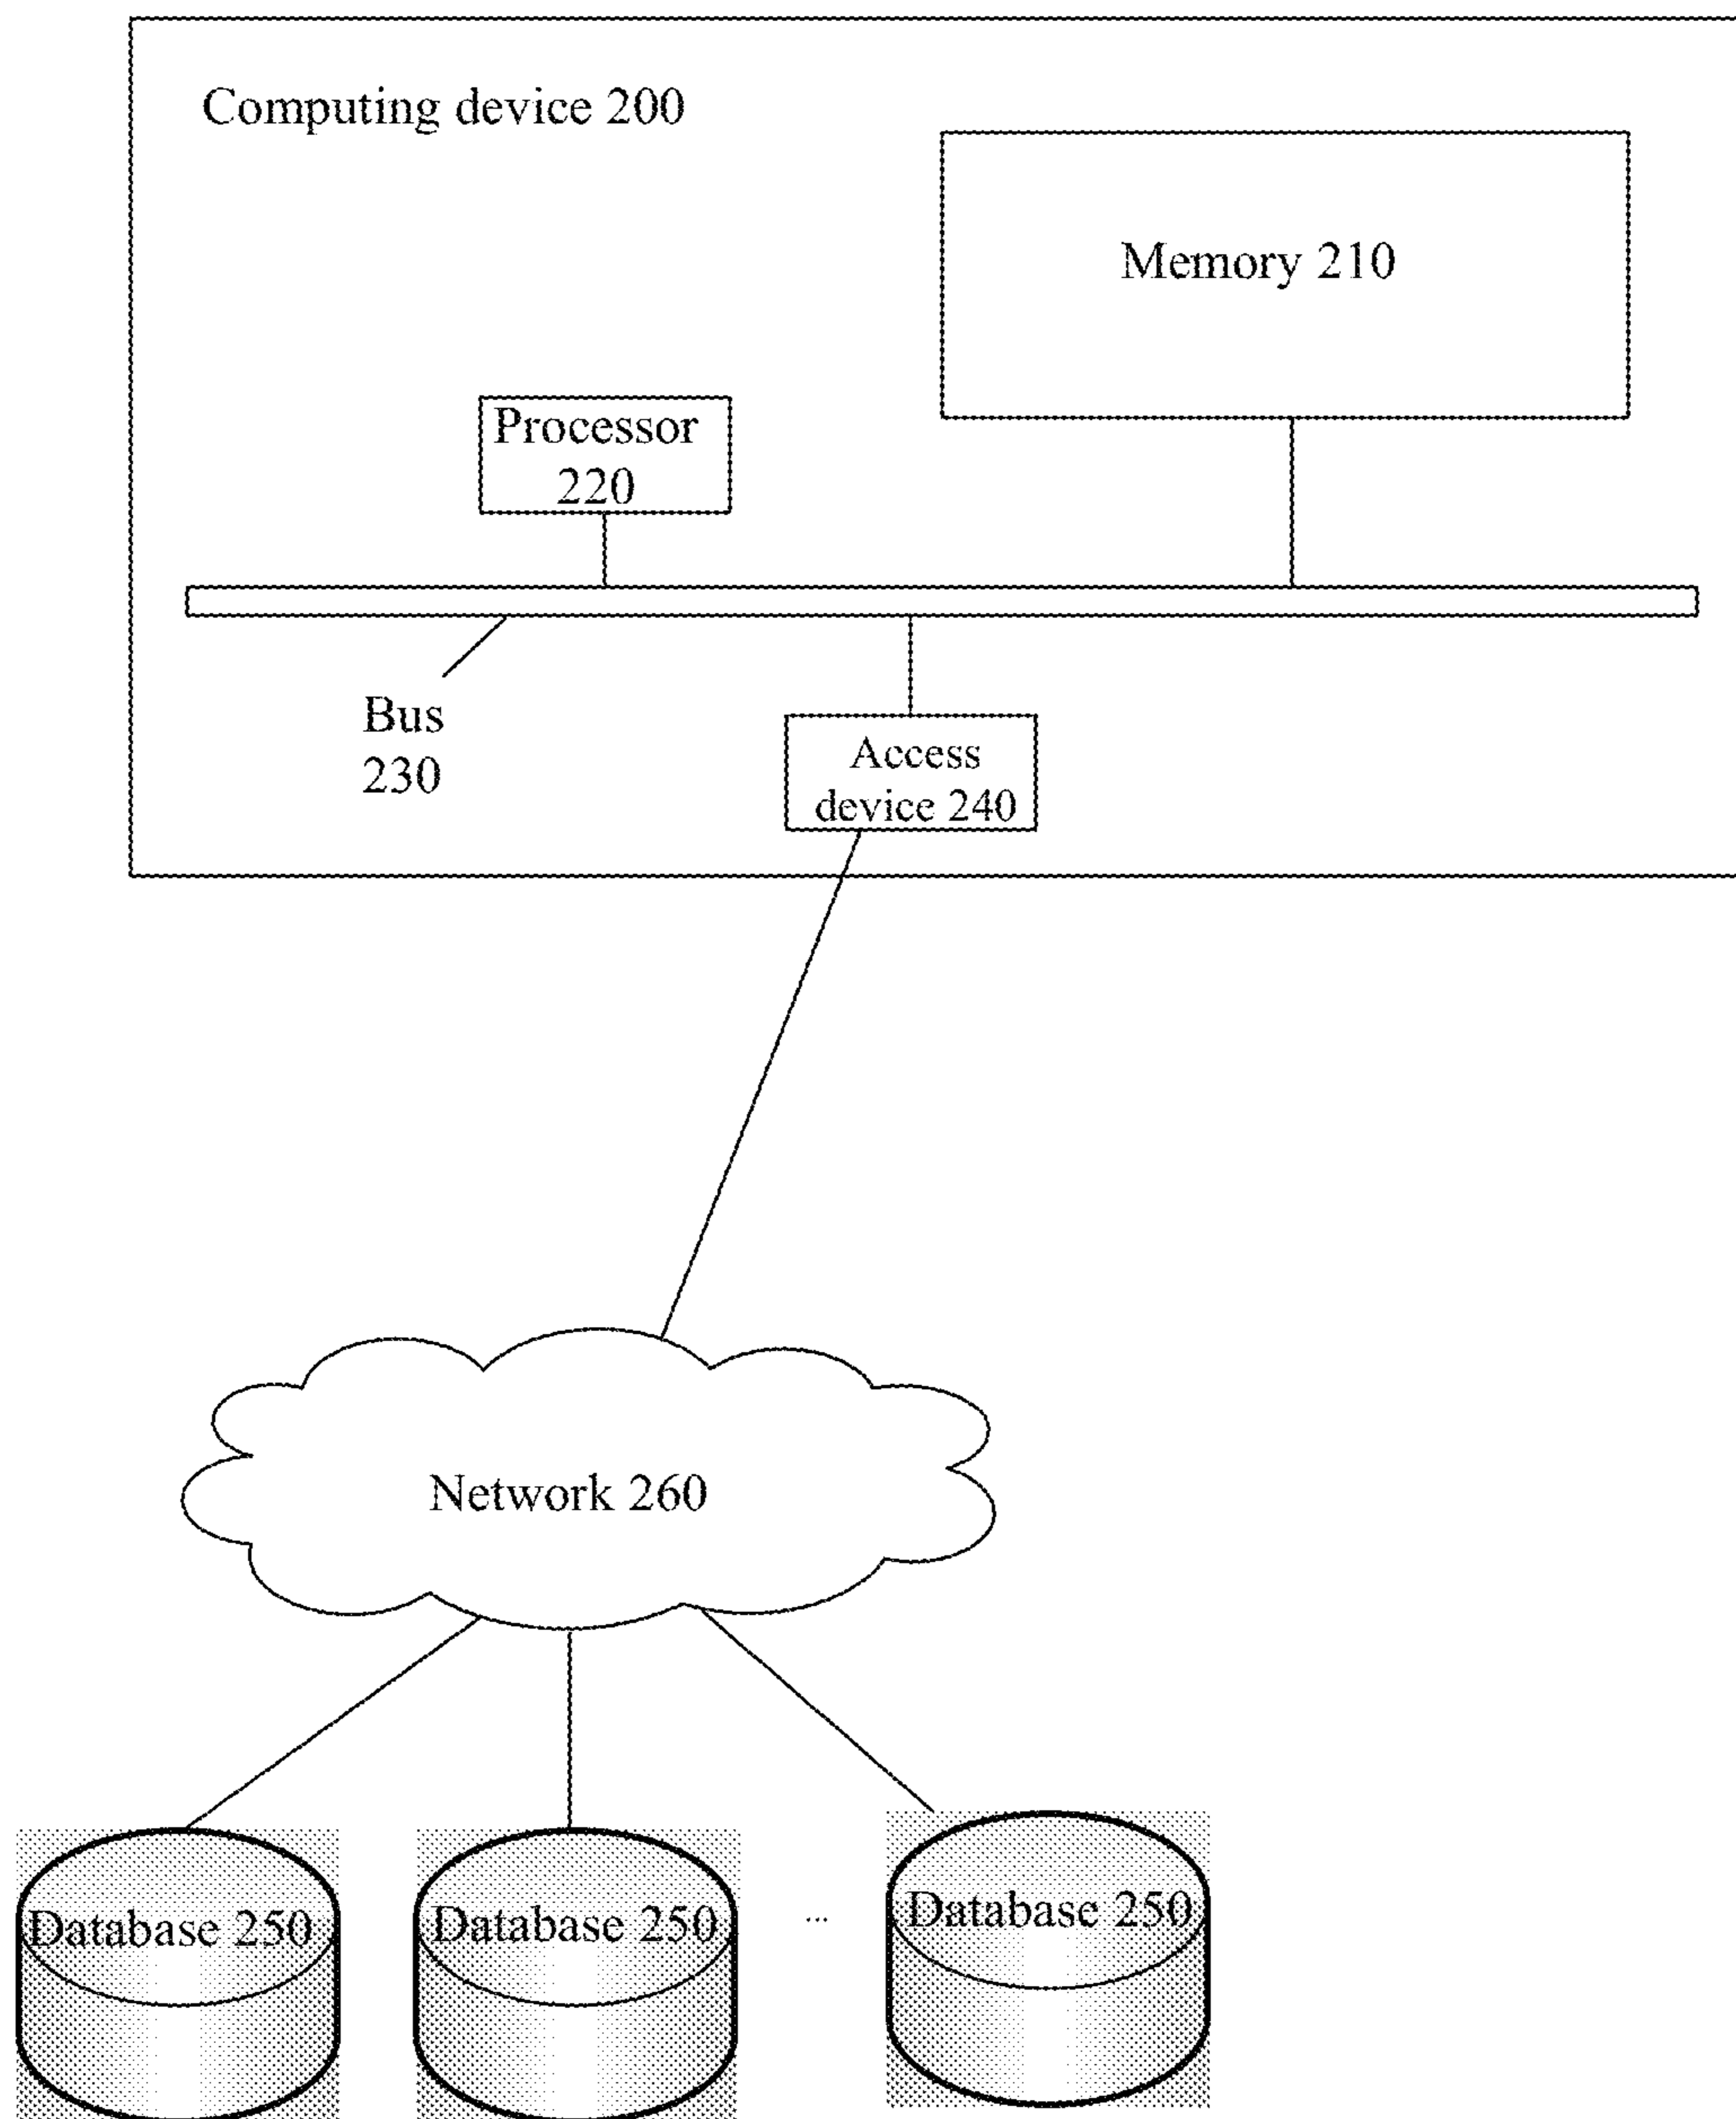 Computing device 200
Memory 210
Processor
220
Bus
230
Access
device 240
Network 260
Database 250
Database 250
...
Database 250